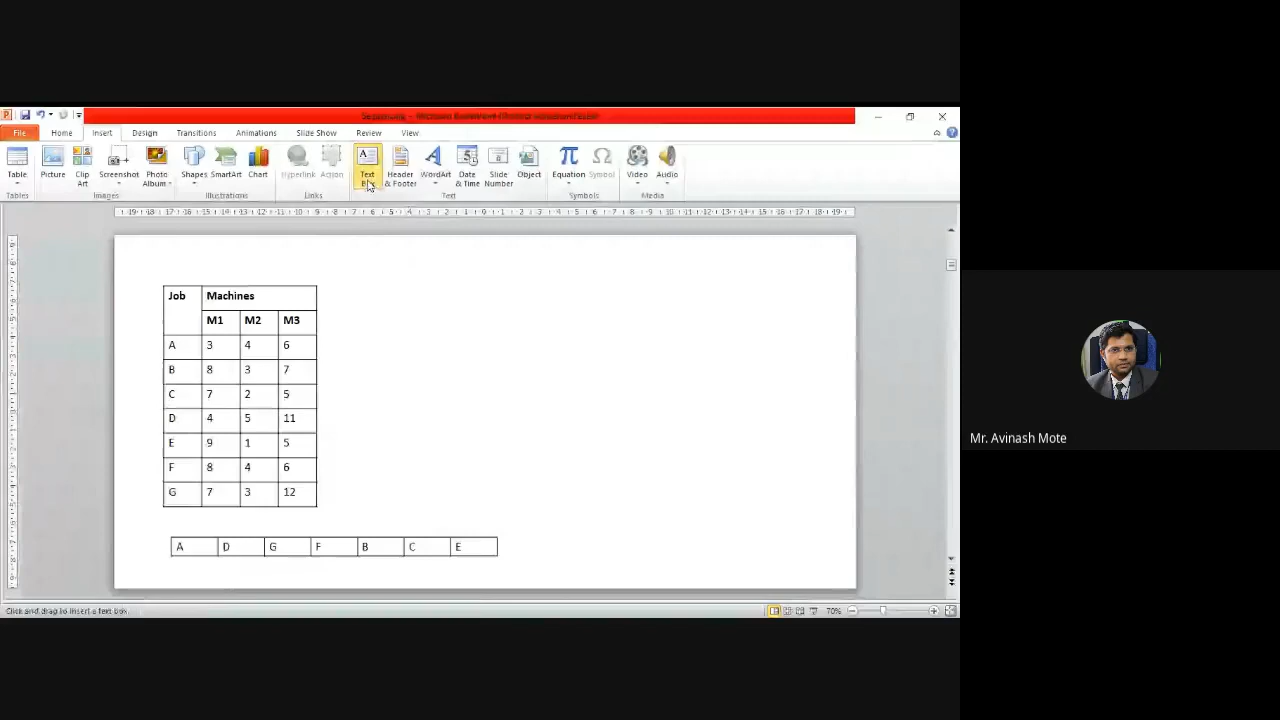 File Home Insert Design Transitions Animations Slide Show Review View
Table Picture Clip Art Screenshot Photo Album Shapes SmartArt Chart Hyperlink Action Text Box Header & Footer WordArt Date & Time Slide Number Object Equation Symbol Video Audio
Tables Images Illustrations Links Text Symbols Media
Job Machines
M1 M2 M3
A 3 4 6
B 8 3 7
C 7 2 5
D 4 5 11
E 9 1 5
F 8 4 6
G 7 3 12
A D G F B C E
Mr. Avinash Mote
Click and drag to insert a text box.
70%